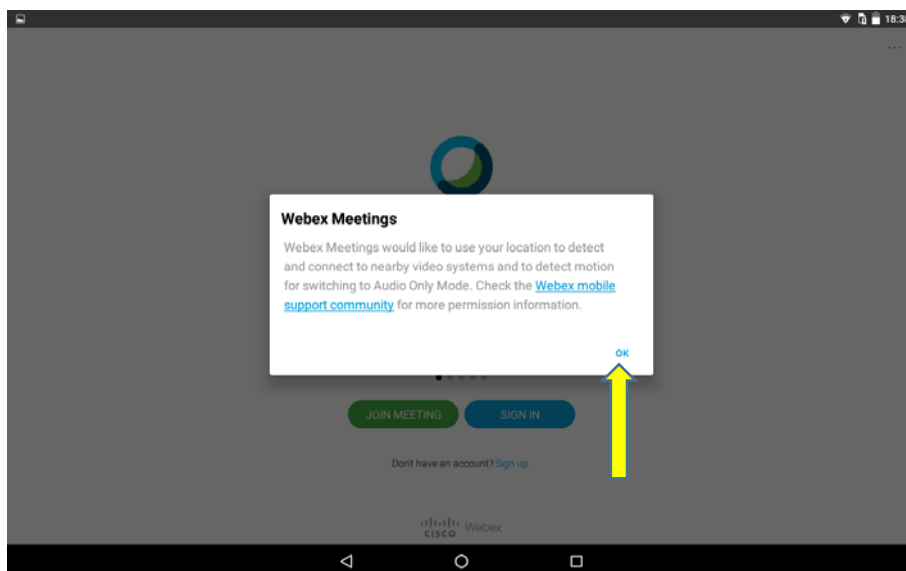 18:38
Webex Meetings
Webex Meetings would like to use your location to detect
and connect to nearby video systems and to detect motion
for switching to Audio Only Mode. Check the Webex mobile
support community for more permission information.
OK
JOIN MEETING SIGN IN
Don't have an account? Sign up.
CISCO Webex